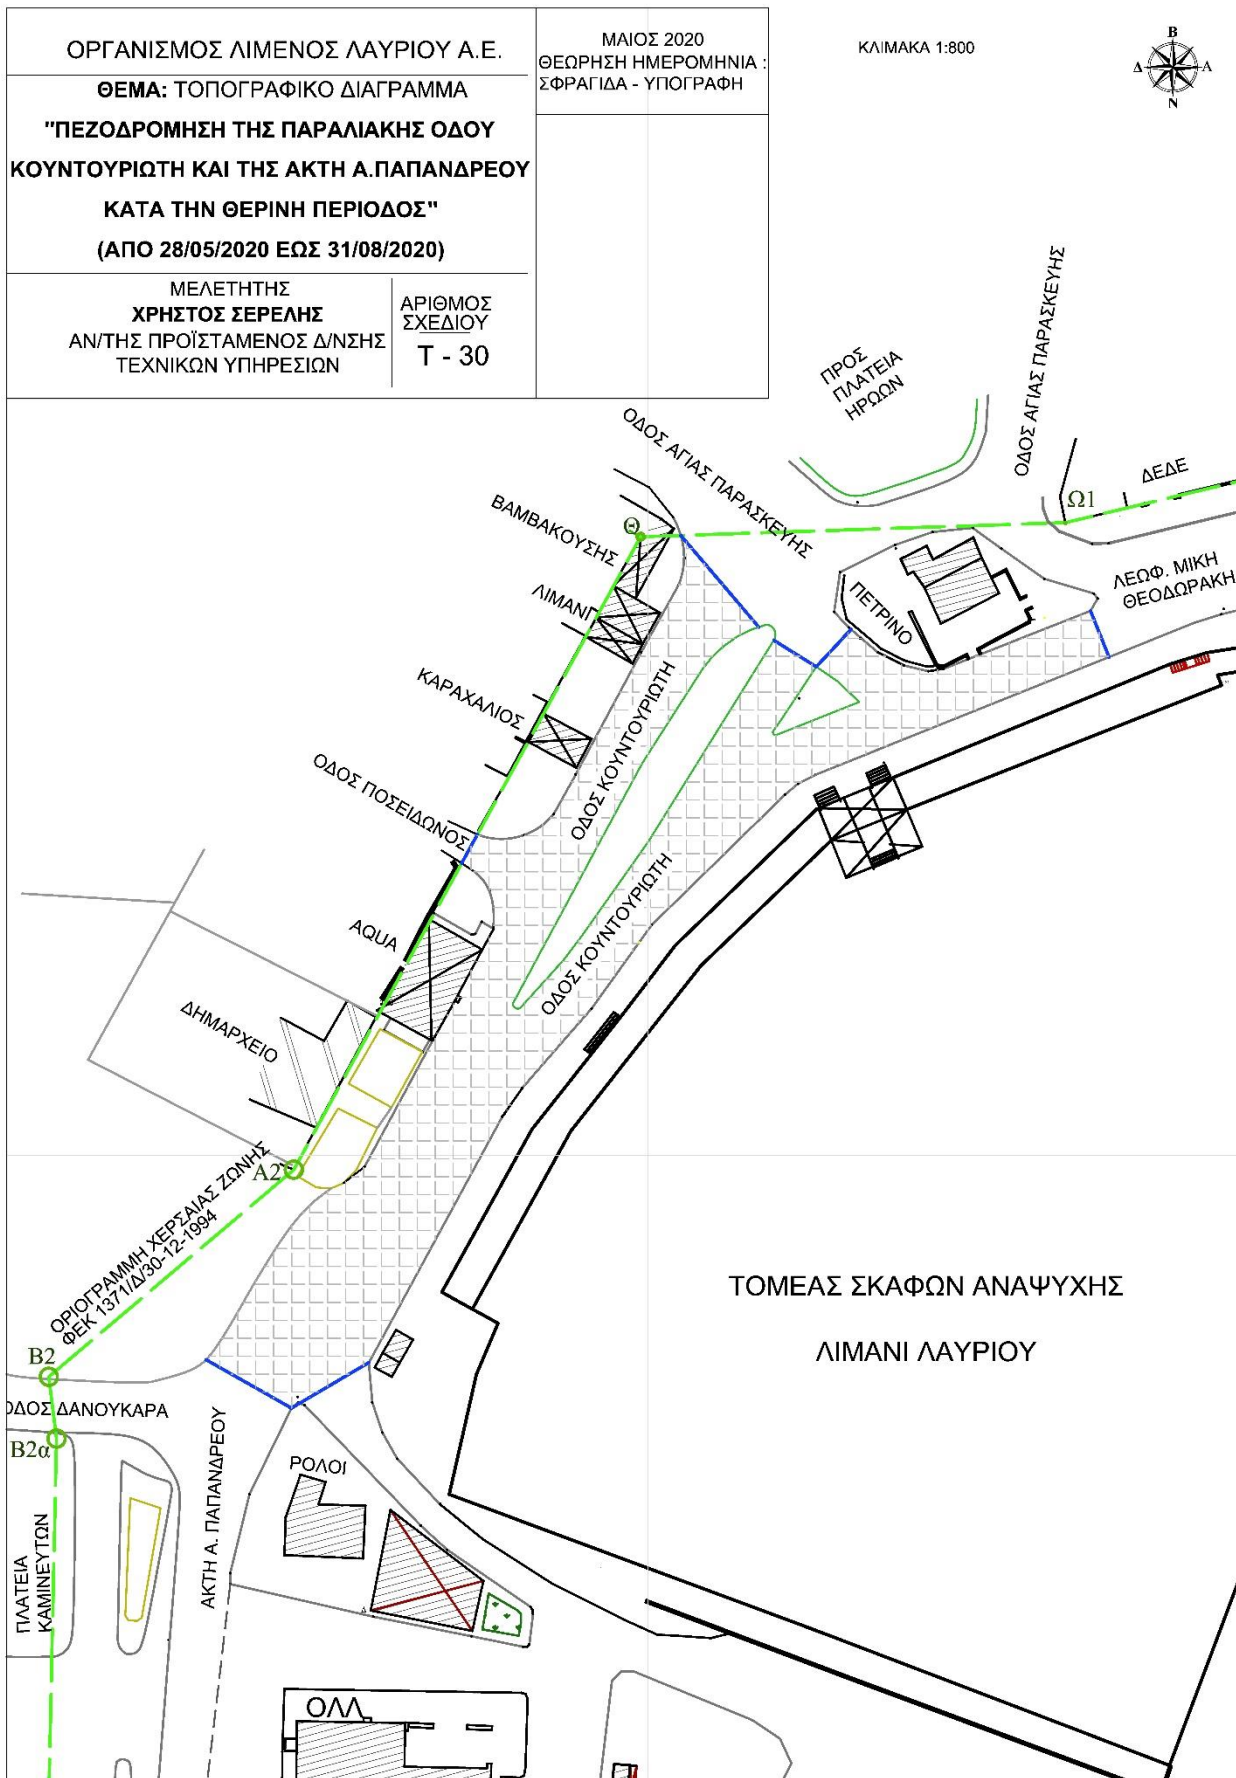 ΟΡΓΑΝΙΣΜΟΣ ΛΙΜΕΝΟΣ ΛΑΥΡΙΟΥ Α.Ε.
ΘΕΜΑ: ΤΟΠΟΓΡΑΦΙΚΟ ΔΙΑΓΡΑΜΜΑ
"ΠΕΖΟΔΡΟΜΗΣΗ ΤΗΣ ΠΑΡΑΛΙΑΚΗΣ ΟΔΟΥ
ΚΟΥΝΤΟΥΡΙΩΤΗ ΚΑΙ ΤΗΣ ΑΚΤΗ Α.ΠΑΠΑΝΔΡΕΟΥ
ΚΑΤΑ ΤΗΝ ΘΕΡΙΝΗ ΠΕΡΙΟΔΟΣ"
(ΑΠΟ 28/05/2020 ΕΩΣ 31/08/2020)
ΜΕΛΕΤΗΤΗΣ
ΧΡΗΣΤΟΣ ΣΕΡΕΛΗΣ
ΑΝ/ΤΗΣ ΠΡΟΪΣΤΑΜΕΝΟΣ Δ/ΝΣΗΣ
ΤΕΧΝΙΚΩΝ ΥΠΗΡΕΣΙΩΝ
ΑΡΙΘΜΟΣ
ΣΧΕΔΙΟΥ
Τ - 30
ΜΑΙΟΣ 2020
ΘΕΩΡΗΣΗ ΗΜΕΡΟΜΗΝΙΑ :
ΣΦΡΑΓΙΔΑ - ΥΠΟΓΡΑΦΗ
ΚΛΙΜΑΚΑ 1:800
Β
Δ
Α
Ν
ΠΡΟΣ
ΠΛΑΤΕΙΑ
ΗΡΩΩΝ
ΟΔΟΣ ΑΓΙΑΣ ΠΑΡΑΣΚΕΥΗΣ
ΟΔΟΣ ΑΓΙΑΣ ΠΑΡΑΣΚΕΥΗΣ
ΔΕΔΕ
Ω1
ΒΑΜΒΑΚΟΥΣΗΣ
Θ
ΛΙΜΑΝΙ
ΠΕΤΡΙΝΟ
ΛΕΩΦ. ΜΙΚΗ
ΘΕΟΔΩΡΑΚΗ
ΚΑΡΑΧΑΛΙΟΣ
ΟΔΟΣ ΚΟΥΝΤΟΥΡΙΩΤΗ
ΟΔΟΣ ΠΟΣΕΙΔΩΝΟΣ
ΟΔΟΣ ΚΟΥΝΤΟΥΡΙΩΤΗ
AQUA
ΔΗΜΑΡΧΕΙΟ
Α2
ΟΡΙΟΓΡΑΜΜΗ ΧΕΡΣΑΙΑΣ ΖΩΝΗΣ
ΦΕΚ 1371/Δ/30-12-1994
ΤΟΜΕΑΣ ΣΚΑΦΩΝ ΑΝΑΨΥΧΗΣ
ΛΙΜΑΝΙ ΛΑΥΡΙΟΥ
Β2
ΟΔΟΣ ΔΑΝΟΥΚΑΡΑ
Β2α
ΑΚΤΗ Α. ΠΑΠΑΝΔΡΕΟΥ
ΡΟΛΟΙ
ΠΛΑΤΕΙΑ
ΚΑΜΙΝΕΥΤΩΝ
ΟΛΛ